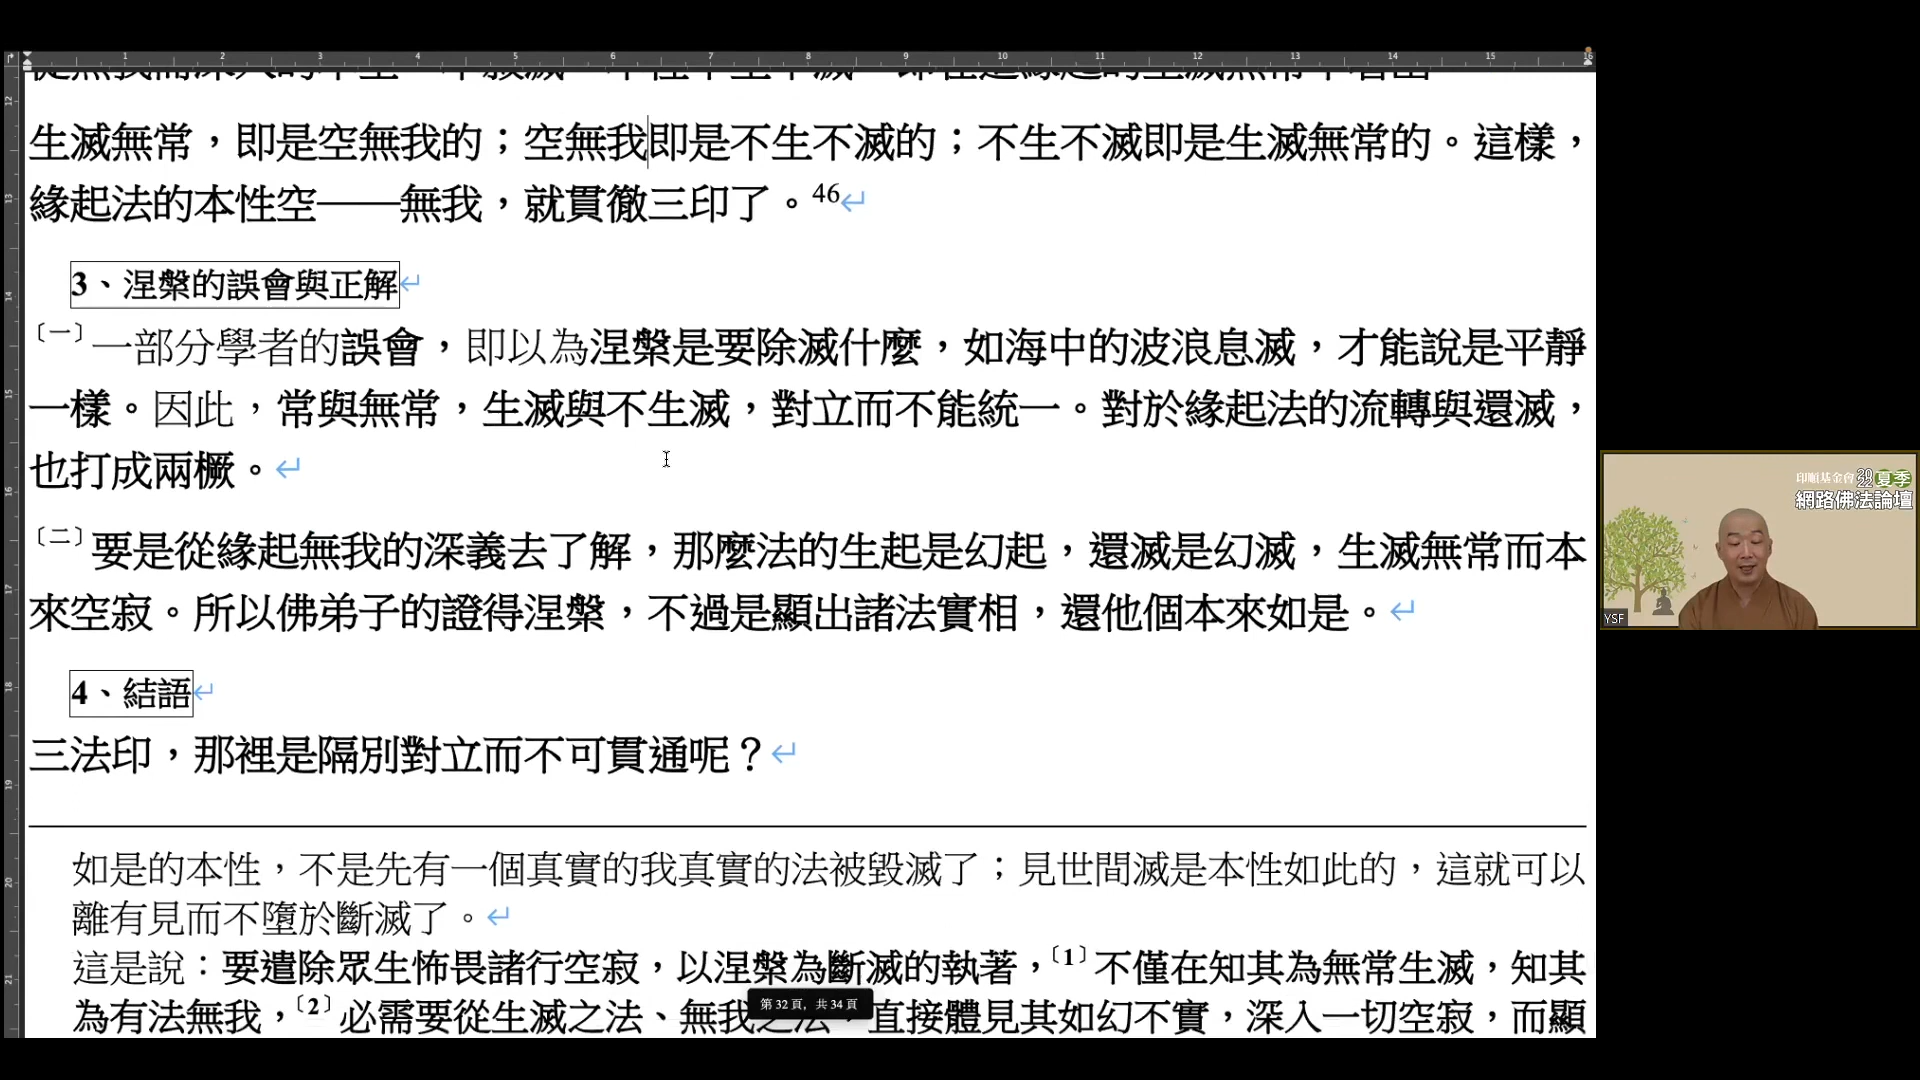 生滅無常，即是空無我的；空無我即是不生不滅的；不生不滅即是生滅無常的。這樣，
緣起法的本性空——無我，就貫徹三印了。46
3、涅槃的誤會與正解
〔一〕一部分學者的誤會，即以為涅槃是要除滅什麼，如海中的波浪息滅，才能說是平靜
一樣。因此，常與無常，生滅與不生滅，對立而不能統一。對於緣起法的流轉與還滅，
也打成兩橛。
〔二〕要是從緣起無我的深義去了解，那麼法的生起是幻起，還滅是幻滅，生滅無常而本
來空寂。所以佛弟子的證得涅槃，不過是顯出諸法實相，還他個本來如是。
4、結語
三法印，那裡是隔別對立而不可貫通呢？
如是的本性，不是先有一個真實的我真實的法被毀滅了；見世間滅是本性如此的，這就可以
離有見而不墮於斷滅了。
這是說：要遣除眾生怖畏諸行空寂，以涅槃為斷滅的執著，〔1〕不僅在知其為無常生滅，知其
為有法無我，〔2〕必需要從生滅之法、無我之法，直接體見其如幻不實，深入一切空寂，而顯
第 32 頁，共 34 頁
印順基金會 2022 夏季
網路佛法論壇
YSF